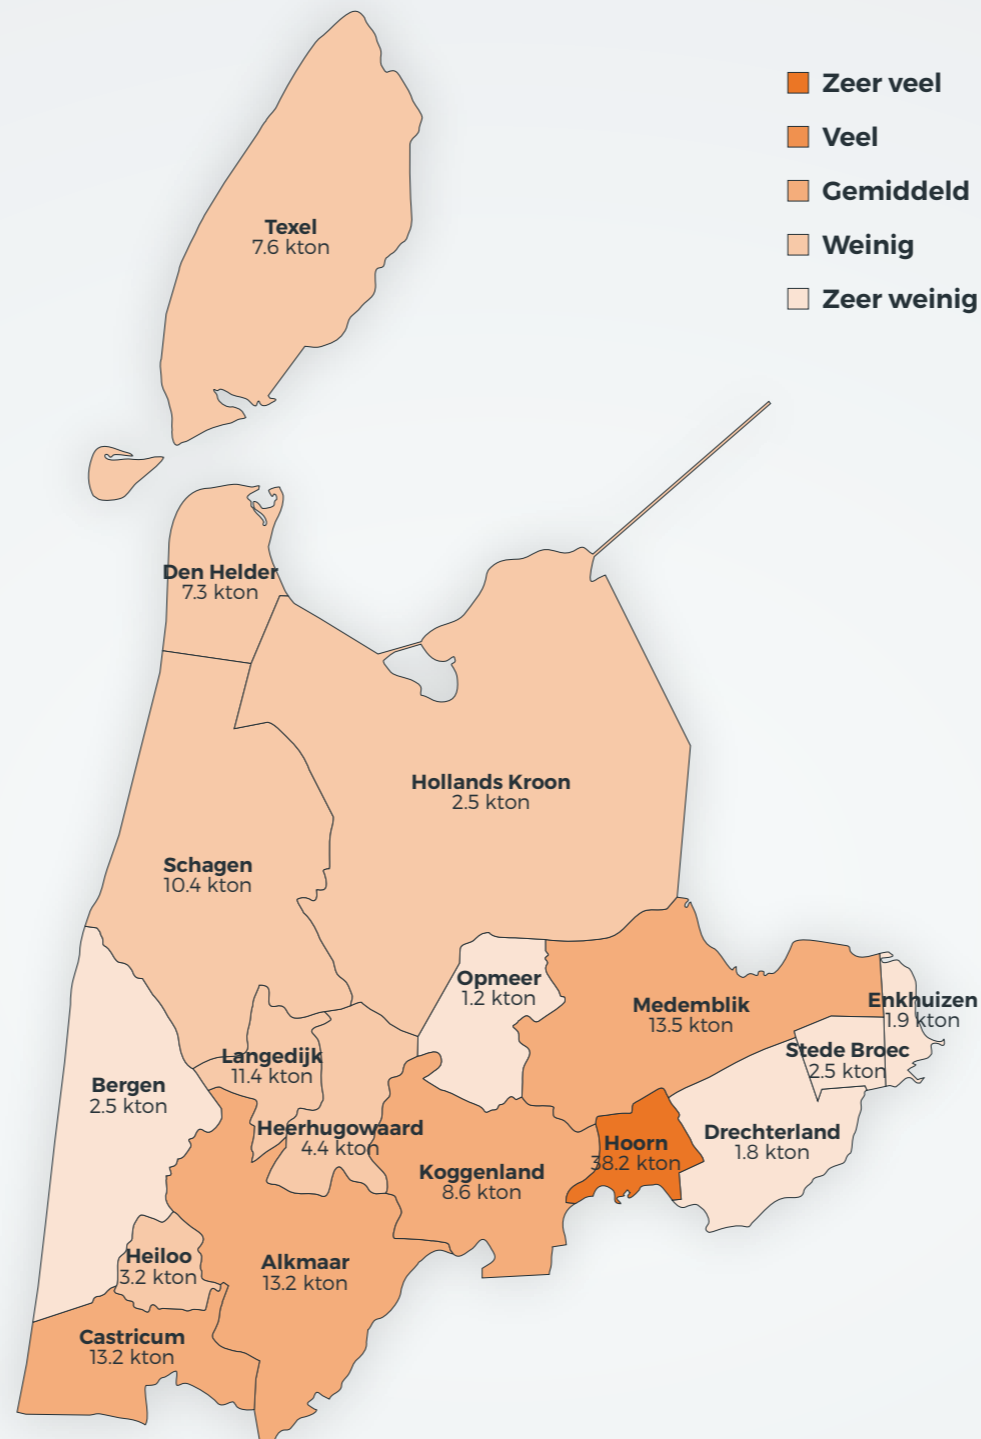 Zeer veel
Veel
Gemiddeld
Weinig
Zeer weinig
Texel
7.6 kton
Den Helder
7.3 kton
Hollands Kroon
2.5 kton
Schagen
10.4 kton
Opmeer
1.2 kton
Medemblik
13.5 kton
Enkhuizen
1.9 kton
Stede Broec
2.5 kton
Langedijk
11.4 kton
Bergen
2.5 kton
Heerhugowaard
4.4 kton
Drechterland
1.8 kton
Hoorn
38.2 kton
Koggenland
8.6 kton
Heiloo
3.2 kton
Alkmaar
13.2 kton
Castricum
13.2 kton